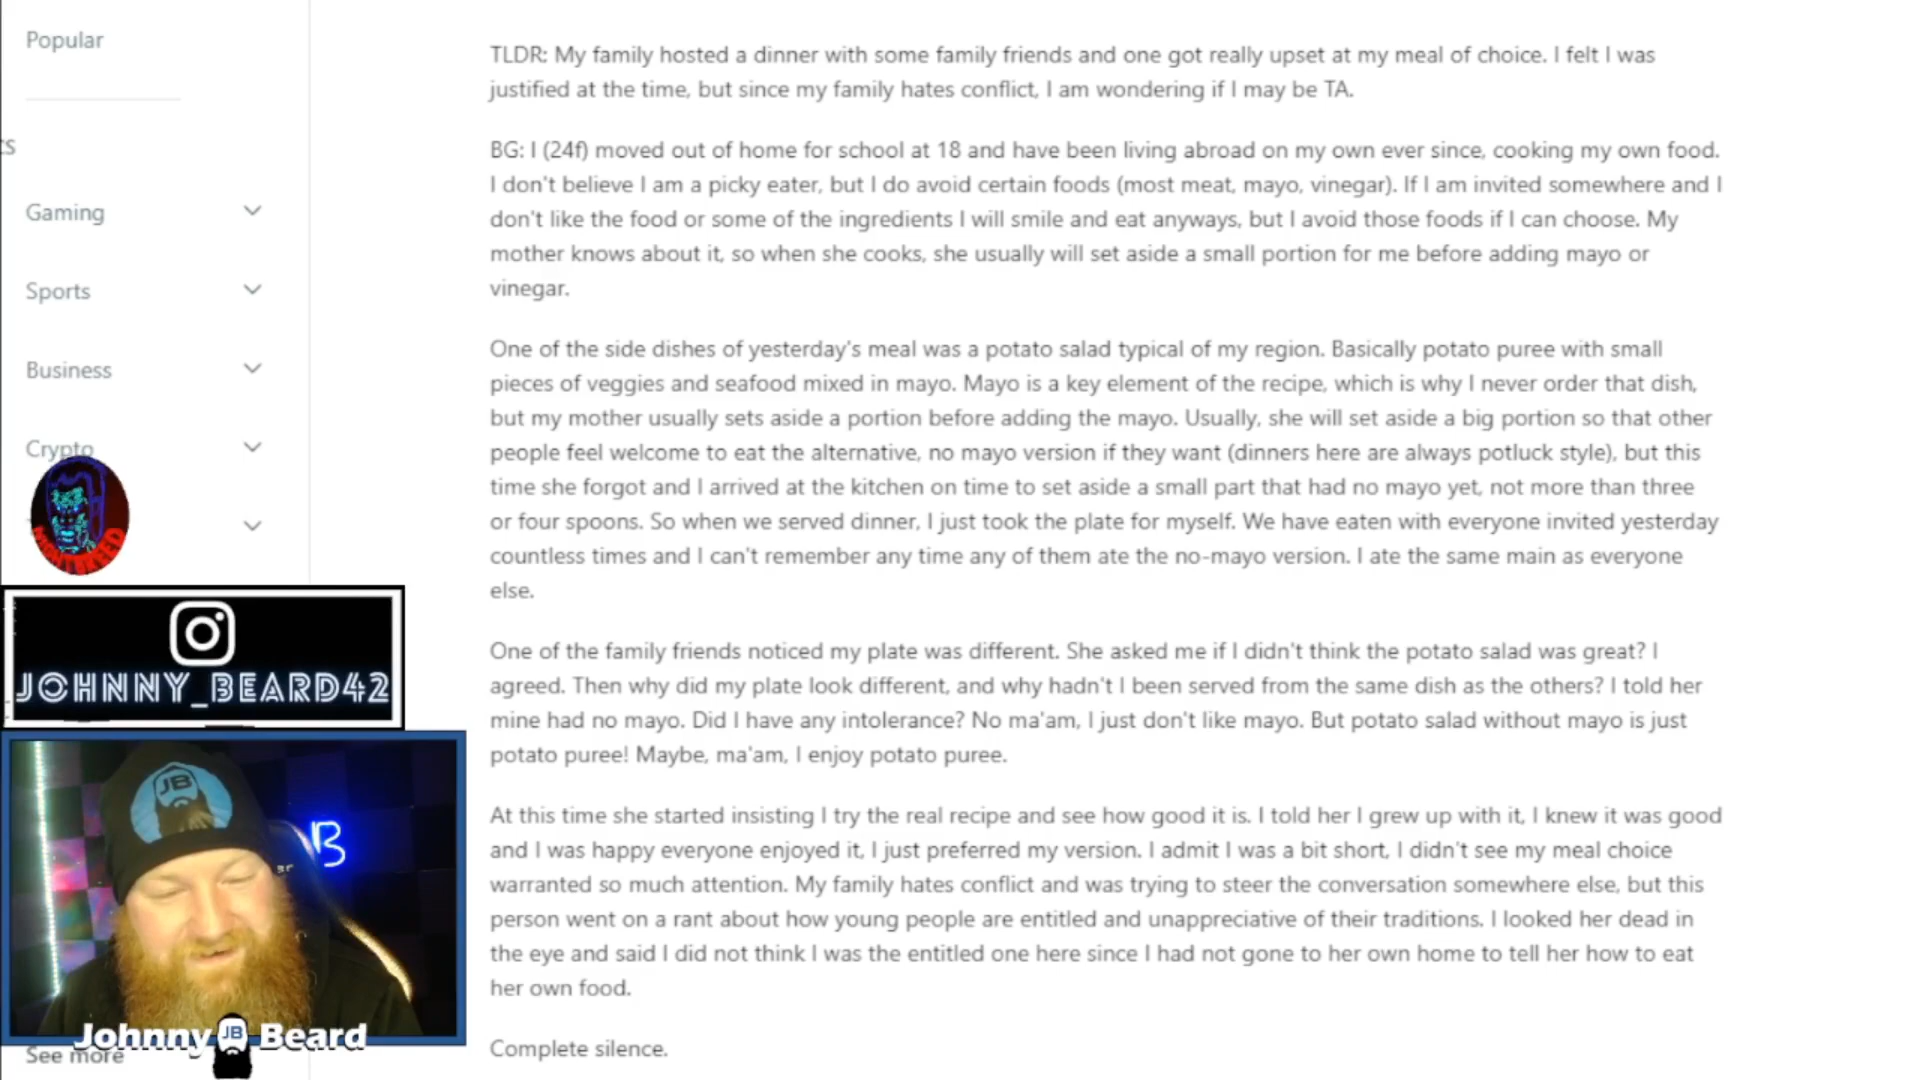 Popular
Gaming
Sports
Business
Crypto
See more
JOHNNY_BEARD42
JB
B
Johnny JB Beard
TLDR: My family hosted a dinner with some family friends and one got really upset at my meal of choice. I felt I was
justified at the time, but since my family hates conflict, I am wondering if I may be TA.
BG: I (24f) moved out of home for school at 18 and have been living abroad on my own ever since, cooking my own food.
I don't believe I am a picky eater, but I do avoid certain foods (most meat, mayo, vinegar). If I am invited somewhere and I
don't like the food or some of the ingredients I will smile and eat anyways, but I avoid those foods if I can choose. My
mother knows about it, so when she cooks, she usually will set aside a small portion for me before adding mayo or
vinegar.
One of the side dishes of yesterday's meal was a potato salad typical of my region. Basically potato puree with small
pieces of veggies and seafood mixed in mayo. Mayo is a key element of the recipe, which is why I never order that dish,
but my mother usually sets aside a portion before adding the mayo. Usually, she will set aside a big portion so that other
people feel welcome to eat the alternative, no mayo version if they want (dinners here are always potluck style), but this
time she forgot and I arrived at the kitchen on time to set aside a small part that had no mayo yet, not more than three
or four spoons. So when we served dinner, I just took the plate for myself. We have eaten with everyone invited yesterday
countless times and I can't remember any time any of them ate the no-mayo version. I ate the same main as everyone
else.
One of the family friends noticed my plate was different. She asked me if I didn't think the potato salad was great? I
agreed. Then why did my plate look different, and why hadn't I been served from the same dish as the others? I told her
mine had no mayo. Did I have any intolerance? No ma'am, I just don't like mayo. But potato salad without mayo is just
potato puree! Maybe, ma'am, I enjoy potato puree.
At this time she started insisting I try the real recipe and see how good it is. I told her I grew up with it, I knew it was good
and I was happy everyone enjoyed it, I just preferred my version. I admit I was a bit short, I didn't see my meal choice
warranted so much attention. My family hates conflict and was trying to steer the conversation somewhere else, but this
person went on a rant about how young people are entitled and unappreciative of their traditions. I looked her dead in
the eye and said I did not think I was the entitled one here since I had not gone to her own home to tell her how to eat
her own food.
Complete silence.